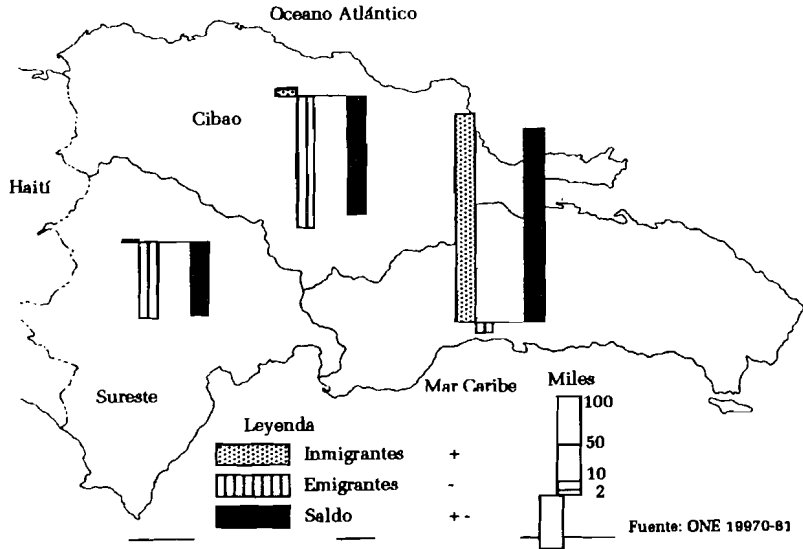 Oceano Atlántico
Cibao
Haití
Sureste
Mar Caribe
Miles
100
50
10
2
Leyenda
Inmigrantes +
Emigrantes -
Saldo + -
Fuente: ONE 19970-81